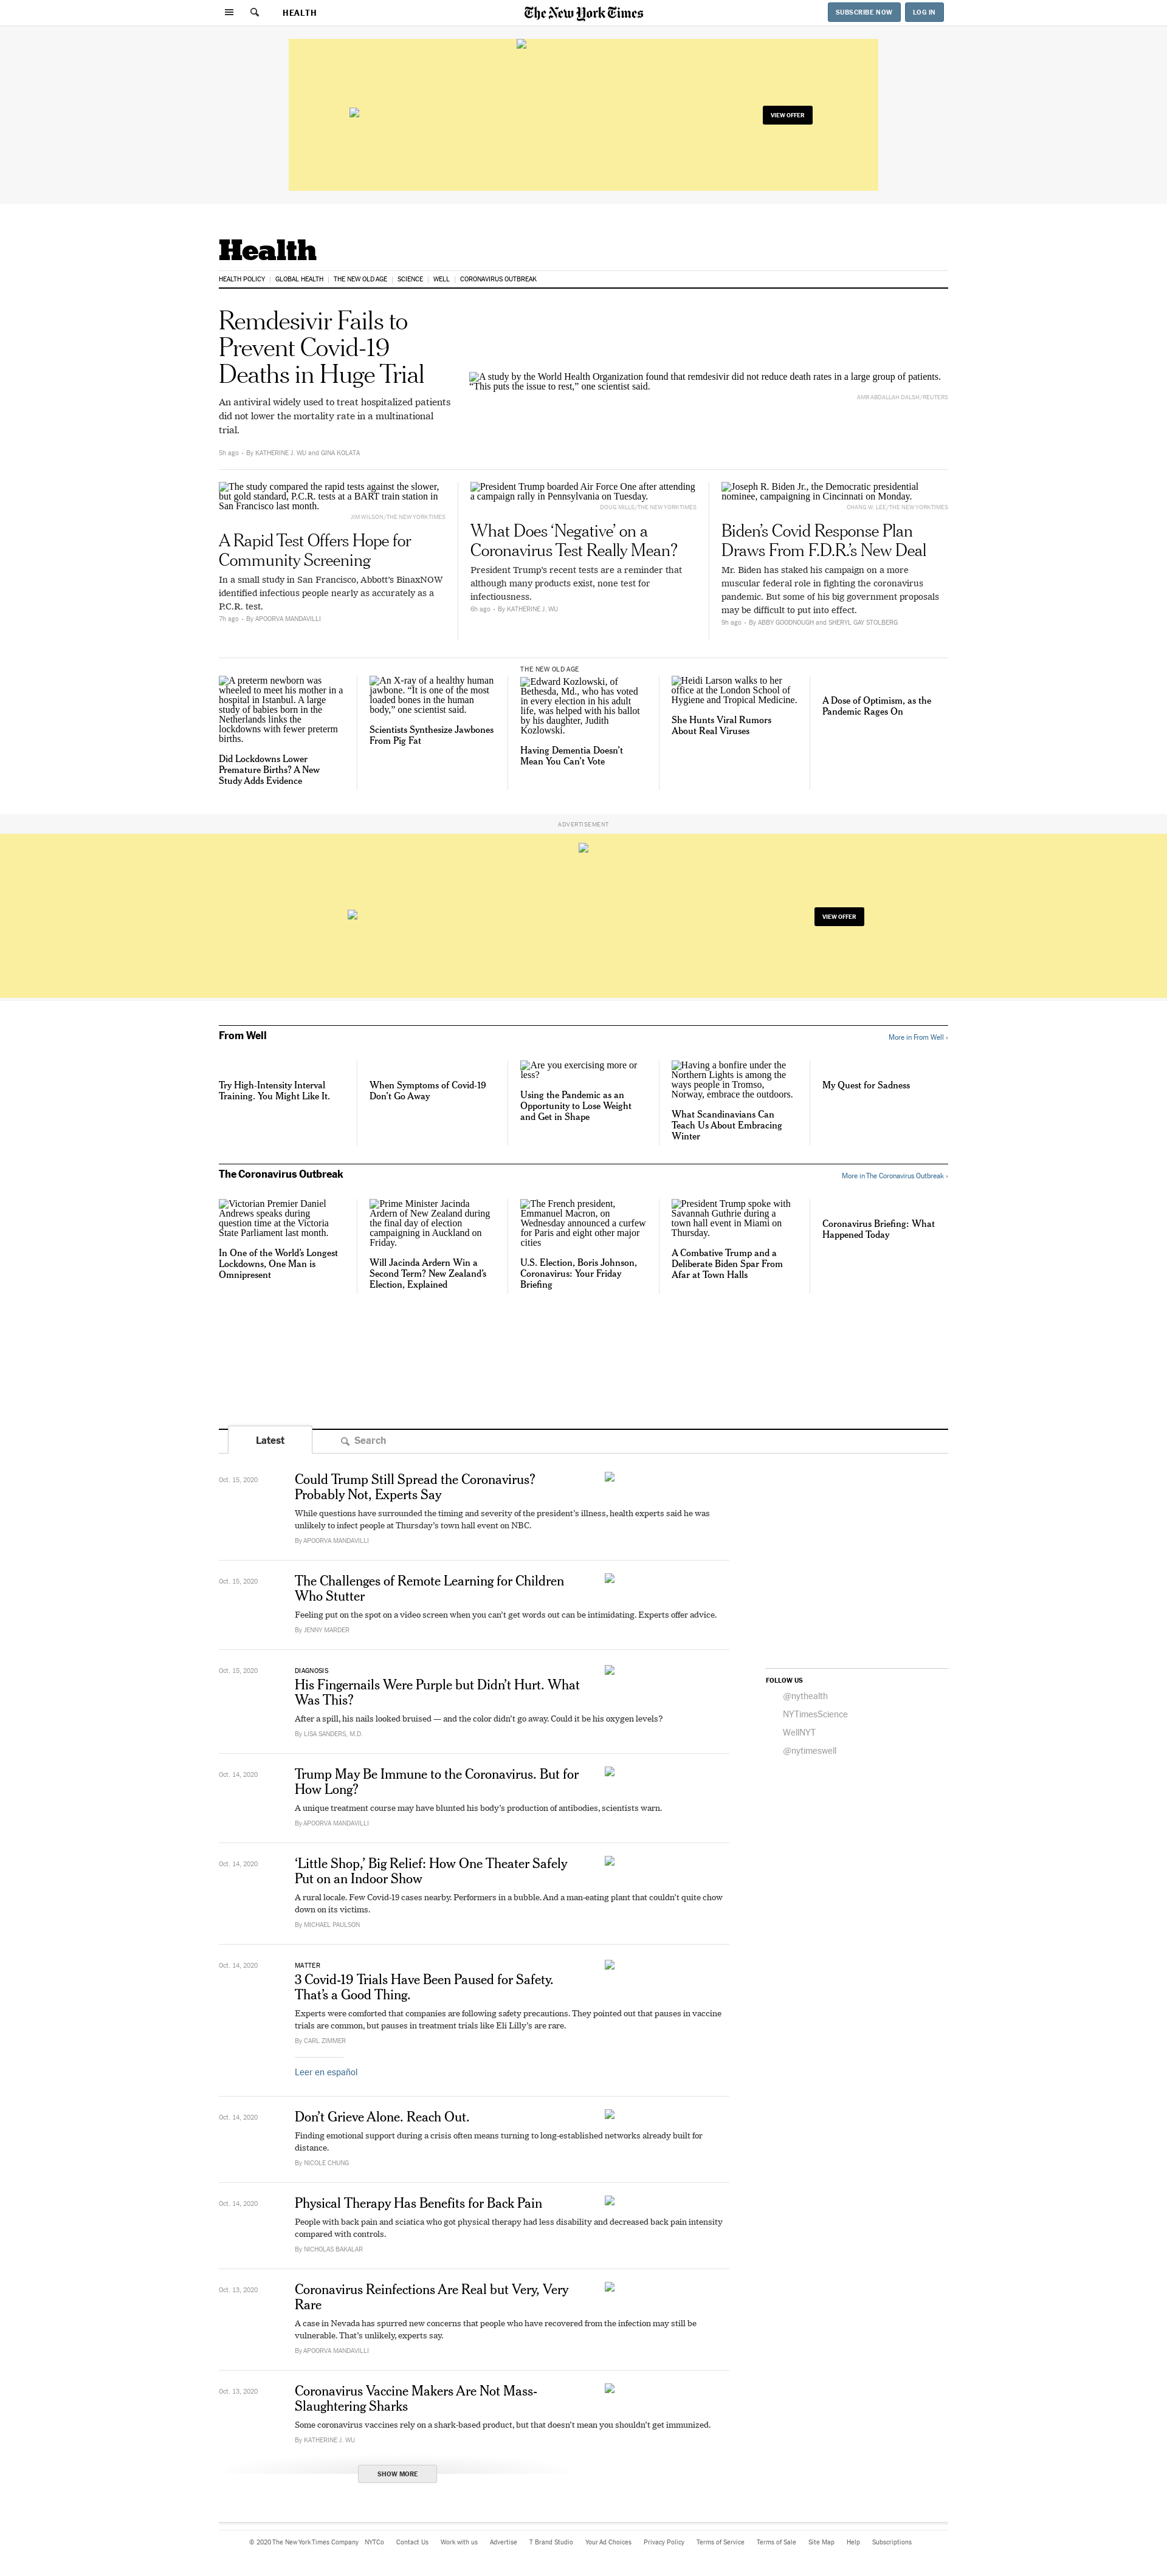 HEALTH
The New York Times
SUBSCRIBE NOW
LOG IN
VIEW OFFER
Health
HEALTH POLICY
GLOBAL HEALTH
THE NEW OLD AGE
SCIENCE
WELL
CORONAVIRUS OUTBREAK
Remdesivir Fails to
Prevent Covid-19
Deaths in Huge Trial
An antiviral widely used to treat hospitalized patients
did not lower the mortality rate in a multinational
trial.
5h ago • By KATHERINE J. WU and GINA KOLATA
A study by the World Health Organization found that remdesivir did not reduce death rates in a large group of patients.
“This puts the issue to rest,” one scientist said.
AMR ABDALLAH DALSH/REUTERS
The study compared the rapid tests against the slower,
but gold standard, P.C.R. tests at a BART train station in
San Francisco last month.
JIM WILSON/THE NEW YORK TIMES
A Rapid Test Offers Hope for
Community Screening
In a small study in San Francisco, Abbott’s BinaxNOW
identified infectious people nearly as accurately as a
P.C.R. test.
7h ago • By APOORVA MANDAVILLI
President Trump boarded Air Force One after attending
a campaign rally in Pennsylvania on Tuesday.
DOUG MILLS/THE NEW YORK TIMES
What Does ‘Negative’ on a
Coronavirus Test Really Mean?
President Trump’s recent tests are a reminder that
although many products exist, none test for
infectiousness.
6h ago • By KATHERINE J. WU
Joseph R. Biden Jr., the Democratic presidential
nominee, campaigning in Cincinnati on Monday.
CHANG W. LEE/THE NEW YORK TIMES
Biden’s Covid Response Plan
Draws From F.D.R.’s New Deal
Mr. Biden has staked his campaign on a more
muscular federal role in fighting the coronavirus
pandemic. But some of his big government proposals
may be difficult to put into effect.
9h ago • By ABBY GOODNOUGH and SHERYL GAY STOLBERG
A preterm newborn was
wheeled to meet his mother in a
hospital in Istanbul. A large
study of babies born in the
Netherlands links the
lockdowns with fewer preterm
births.
Did Lockdowns Lower
Premature Births? A New
Study Adds Evidence
An X-ray of a healthy human
jawbone. “It is one of the most
loaded bones in the human
body,” one scientist said.
Scientists Synthesize Jawbones
From Pig Fat
THE NEW OLD AGE
Edward Kozlowski, of
Bethesda, Md., who has voted
in every election in his adult
life, was helped with his ballot
by his daughter, Judith
Kozlowski.
Having Dementia Doesn’t
Mean You Can’t Vote
Heidi Larson walks to her
office at the London School of
Hygiene and Tropical Medicine.
She Hunts Viral Rumors
About Real Viruses
A Dose of Optimism, as the
Pandemic Rages On
ADVERTISEMENT
VIEW OFFER
From Well
More in From Well ›
Try High-Intensity Interval
Training. You Might Like It.
When Symptoms of Covid-19
Don’t Go Away
Are you exercising more or
less?
Using the Pandemic as an
Opportunity to Lose Weight
and Get in Shape
Having a bonfire under the
Northern Lights is among the
ways people in Tromso,
Norway, embrace the outdoors.
What Scandinavians Can
Teach Us About Embracing
Winter
My Quest for Sadness
The Coronavirus Outbreak
More in The Coronavirus Outbreak ›
Victorian Premier Daniel
Andrews speaks during
question time at the Victoria
State Parliament last month.
In One of the World’s Longest
Lockdowns, One Man is
Omnipresent
Prime Minister Jacinda
Ardern of New Zealand during
the final day of election
campaigning in Auckland on
Friday.
Will Jacinda Ardern Win a
Second Term? New Zealand’s
Election, Explained
The French president,
Emmanuel Macron, on
Wednesday announced a curfew
for Paris and eight other major
cities
U.S. Election, Boris Johnson,
Coronavirus: Your Friday
Briefing
President Trump spoke with
Savannah Guthrie during a
town hall event in Miami on
Thursday.
A Combative Trump and a
Deliberate Biden Spar From
Afar at Town Halls
Coronavirus Briefing: What
Happened Today
Latest
Search
Oct. 15, 2020
Could Trump Still Spread the Coronavirus?
Probably Not, Experts Say
While questions have surrounded the timing and severity of the president’s illness, health experts said he was
unlikely to infect people at Thursday’s town hall event on NBC.
By APOORVA MANDAVILLI
Oct. 15, 2020
The Challenges of Remote Learning for Children
Who Stutter
Feeling put on the spot on a video screen when you can’t get words out can be intimidating. Experts offer advice.
By JENNY MARDER
Oct. 15, 2020
DIAGNOSIS
His Fingernails Were Purple but Didn’t Hurt. What
Was This?
After a spill, his nails looked bruised — and the color didn’t go away. Could it be his oxygen levels?
By LISA SANDERS, M.D.
FOLLOW US
@nythealth
NYTimesScience
WellNYT
@nytimeswell
Oct. 14, 2020
Trump May Be Immune to the Coronavirus. But for
How Long?
A unique treatment course may have blunted his body’s production of antibodies, scientists warn.
By APOORVA MANDAVILLI
Oct. 14, 2020
‘Little Shop,’ Big Relief: How One Theater Safely
Put on an Indoor Show
A rural locale. Few Covid-19 cases nearby. Performers in a bubble. And a man-eating plant that couldn’t quite chow
down on its victims.
By MICHAEL PAULSON
Oct. 14, 2020
MATTER
3 Covid-19 Trials Have Been Paused for Safety.
That’s a Good Thing.
Experts were comforted that companies are following safety precautions. They pointed out that pauses in vaccine
trials are common, but pauses in treatment trials like Eli Lilly’s are rare.
By CARL ZIMMER
Leer en español
Oct. 14, 2020
Don’t Grieve Alone. Reach Out.
Finding emotional support during a crisis often means turning to long-established networks already built for
distance.
By NICOLE CHUNG
Oct. 14, 2020
Physical Therapy Has Benefits for Back Pain
People with back pain and sciatica who got physical therapy had less disability and decreased back pain intensity
compared with controls.
By NICHOLAS BAKALAR
Oct. 13, 2020
Coronavirus Reinfections Are Real but Very, Very
Rare
A case in Nevada has spurred new concerns that people who have recovered from the infection may still be
vulnerable. That’s unlikely, experts say.
By APOORVA MANDAVILLI
Oct. 13, 2020
Coronavirus Vaccine Makers Are Not Mass-
Slaughtering Sharks
Some coronavirus vaccines rely on a shark-based product, but that doesn’t mean you shouldn’t get immunized.
By KATHERINE J. WU
SHOW MORE
© 2020 The New York Times Company NYTCo Contact Us Work with us Advertise T Brand Studio Your Ad Choices Privacy Policy Terms of Service Terms of Sale Site Map Help Subscriptions